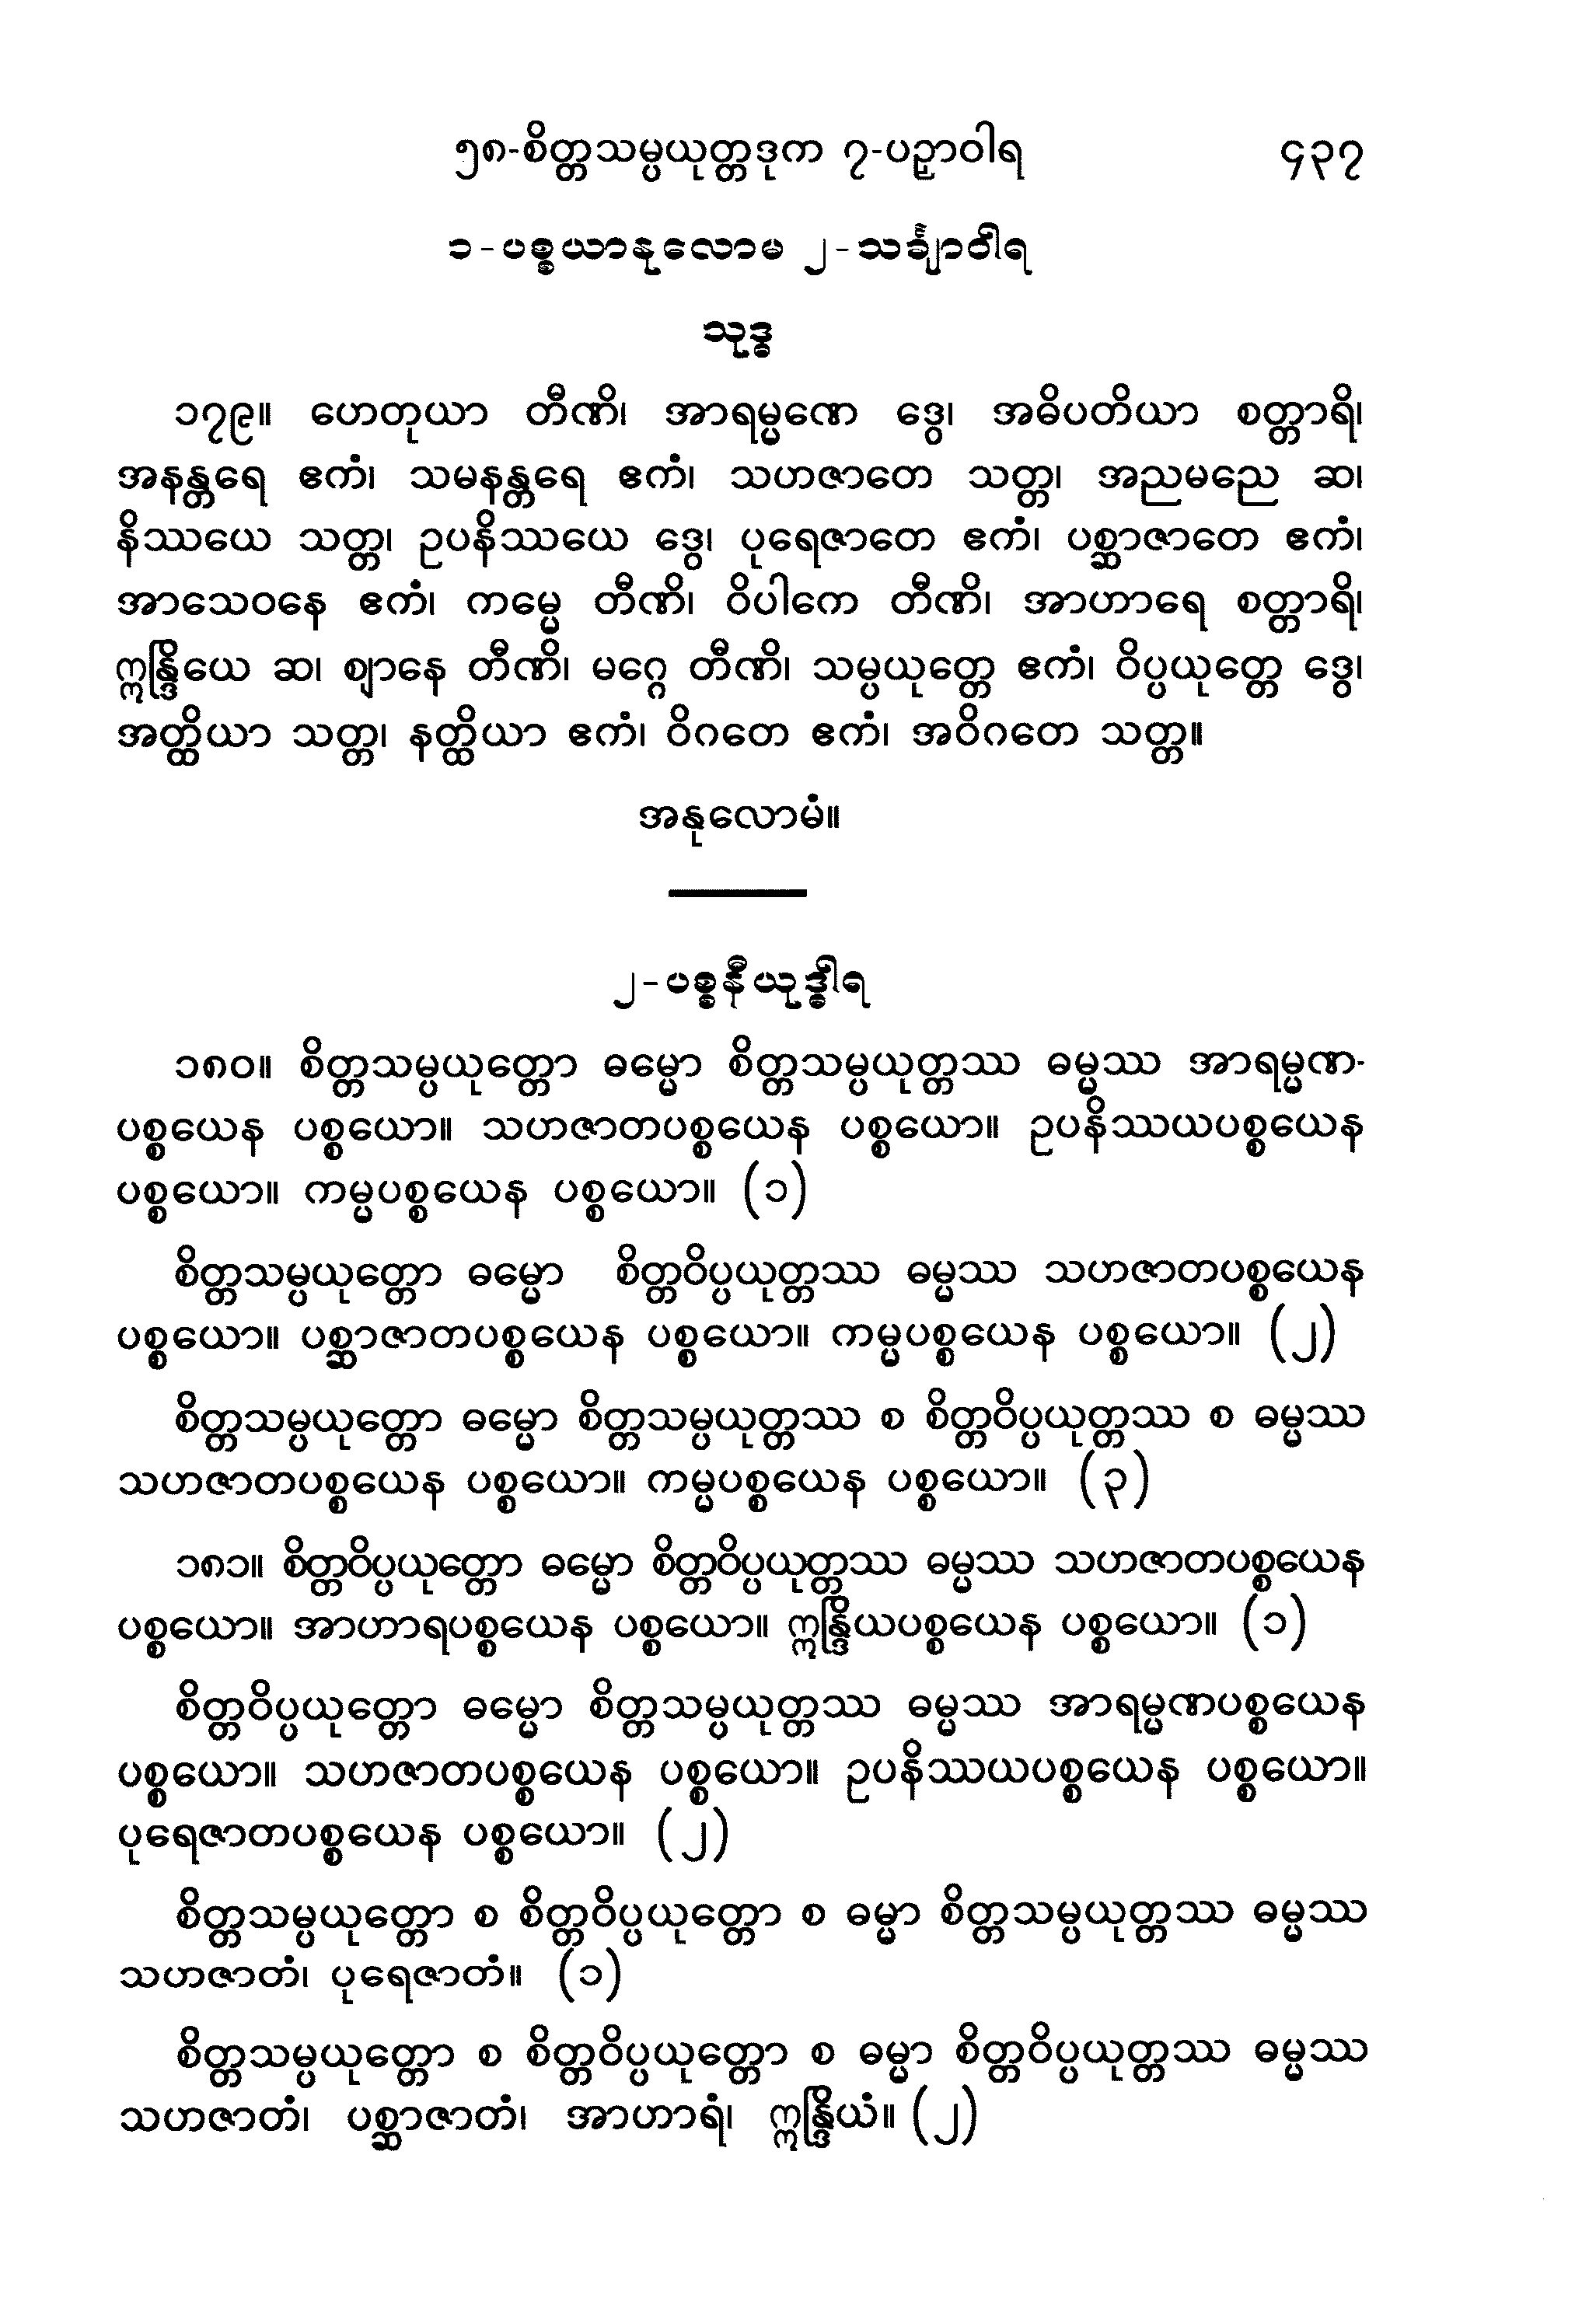 ၅၈-စိတ္တသမ္ပယုတ္တဒုက ၇-ပဉှာဝါရ ၄၃၇
၁-ပစ္စယာနုလောမ ၂-သင်္ချာဝါရ
သုဒ္ဓ
၁၇၉။ ဟေတုယာ တီဏိ၊ အာရမ္မဏေ ဒွေ၊ အဓိပတိယာ စတ္တာရိ၊
အနန္တရေ ဧကံ၊ သမနန္တရေ ဧကံ၊ သဟဇာတေ သတ္တ၊ အညမညေ ဆ၊
နိဿယေ သတ္တ၊ ဥပနိဿယေ ဒွေ၊ ပုရေဇာတေ ဧကံ၊ ပစ္ဆာဇာတေ ဧကံ၊
အာသေဝနေ ဧကံ၊ ကမ္မေ တီဏိ၊ ဝိပါကေ တီဏိ၊ အာဟာရေ စတ္တာရိ၊
ဣန္ဒြိယေ ဆ၊ ဈာနေ တီဏိ၊ မဂ္ဂေ တီဏိ၊ သမ္ပယုတ္တေ ဧကံ၊ ဝိပ္ပယုတ္တေ ဒွေ၊
အတ္ထိယာ သတ္တ၊ နတ္ထိယာ ဧကံ၊ ဝိဂတေ ဧကံ၊ အဝိဂတေ သတ္တ။
အနုလောမံ။
၂-ပစ္စနီယုဒ္ဓါရ
၁၈၀။ စိတ္တသမ္ပယုတ္တော ဓမ္မော စိတ္တသမ္ပယုတ္တဿ ဓမ္မဿ အာရမ္မဏ-
ပစ္စယေန ပစ္စယော။ သဟဇာတပစ္စယေန ပစ္စယော။ ဥပနိဿယပစ္စယေန
ပစ္စယော။ ကမ္မပစ္စယေန ပစ္စယော။ (၁)
စိတ္တသမ္ပယုတ္တော ဓမ္မော စိတ္တဝိပ္ပယုတ္တဿ ဓမ္မဿ သဟဇာတပစ္စယေန
ပစ္စယော။ ပစ္ဆာဇာတပစ္စယေန ပစ္စယော။ ကမ္မပစ္စယေန ပစ္စယော။ (၂)
စိတ္တသမ္ပယုတ္တော ဓမ္မော စိတ္တသမ္ပယုတ္တဿ စ စိတ္တဝိပ္ပယုတ္တဿ စ ဓမ္မဿ
သဟဇာတပစ္စယေန ပစ္စယော။ ကမ္မပစ္စယေန ပစ္စယော။ (၃)
၁၈၁။ စိတ္တဝိပ္ပယုတ္တော ဓမ္မော စိတ္တဝိပ္ပယုတ္တဿ ဓမ္မဿ သဟဇာတပစ္စယေန
ပစ္စယော။ အာဟာရပစ္စယေန ပစ္စယော။ ဣန္ဒြိယပစ္စယေန ပစ္စယော။ (၁)
စိတ္တဝိပ္ပယုတ္တော ဓမ္မော စိတ္တသမ္ပယုတ္တဿ ဓမ္မဿ အာရမ္မဏပစ္စယေန
ပစ္စယော။ သဟဇာတပစ္စယေန ပစ္စယော။ ဥပနိဿယပစ္စယေန ပစ္စယော။
ပုရေဇာတပစ္စယေန ပစ္စယော။ (၂)
စိတ္တသမ္ပယုတ္တော စ စိတ္တဝိပ္ပယုတ္တော စ ဓမ္မာ စိတ္တသမ္ပယုတ္တဿ ဓမ္မဿ
သဟဇာတံ၊ ပုရေဇာတံ။ (၁)
စိတ္တသမ္ပယုတ္တော စ စိတ္တဝိပ္ပယုတ္တော စ ဓမ္မာ စိတ္တဝိပ္ပယုတ္တဿ ဓမ္မဿ
သဟဇာတံ၊ ပစ္ဆာဇာတံ၊ အာဟာရံ၊ ဣန္ဒြိယံ။ (၂)